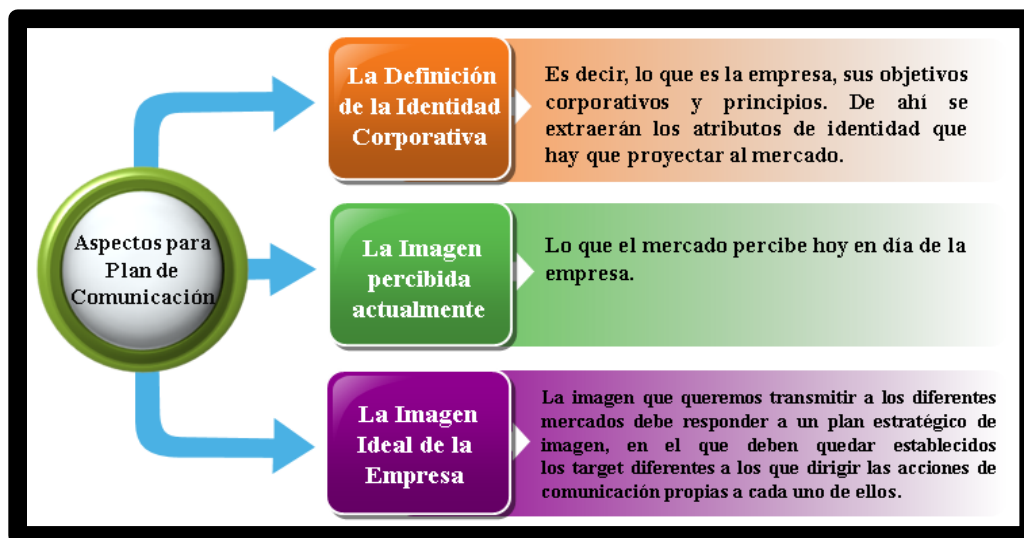 Aspectos para
Plan de
Comunicación
La Definición
de la Identidad
Corporativa
Es decir, lo que es la empresa, sus objetivos
corporativos y principios. De ahí se
extraerán los atributos de identidad que
hay que proyectar al mercado.
La Imagen
percibida
actualmente
Lo que el mercado percibe hoy en día de la
empresa.
La Imagen
Ideal de la
Empresa
La imagen que queremos transmitir a los diferentes
mercados debe responder a un plan estratégico de
imagen, en el que deben quedar establecidos
los target diferentes a los que dirigir las acciones de
comunicación propias a cada uno de ellos.